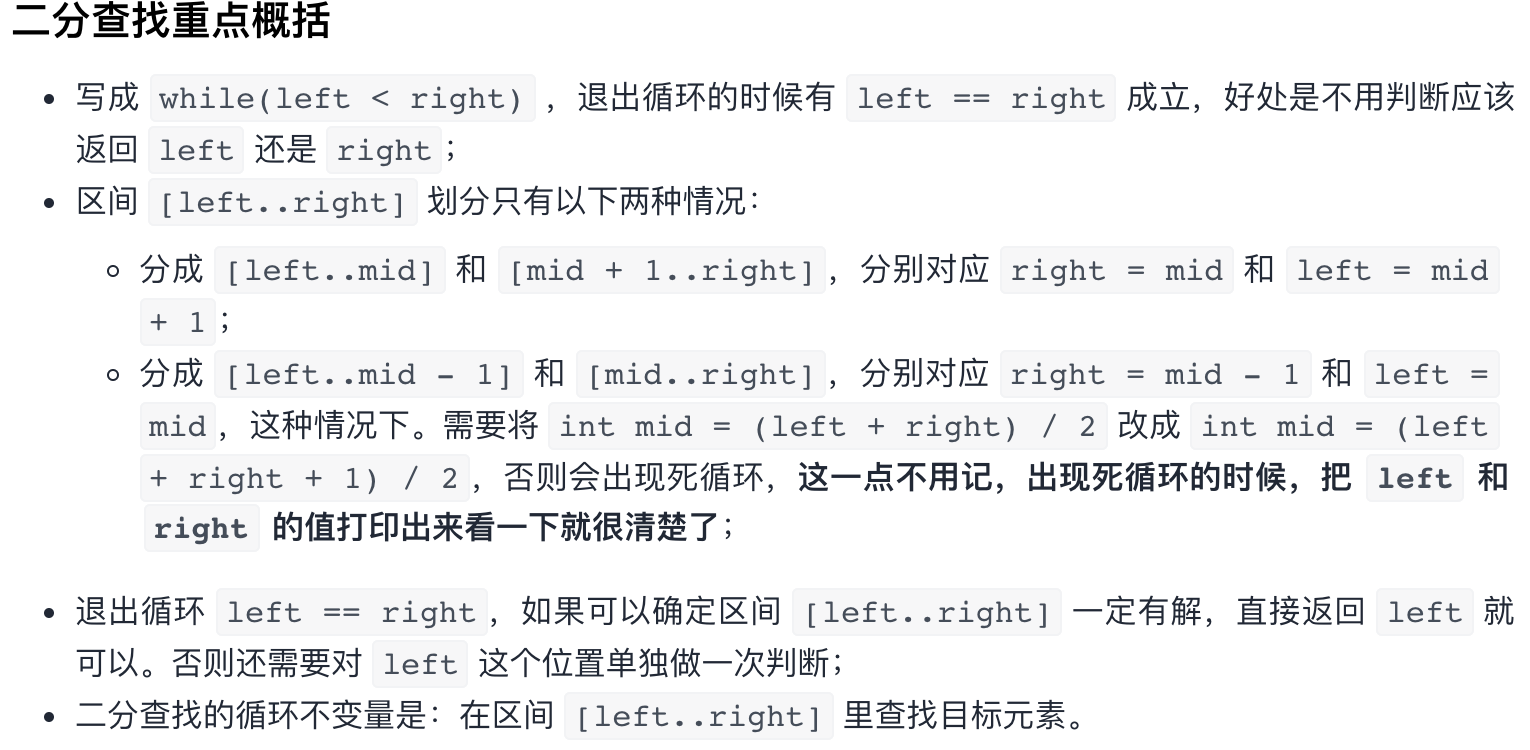 二分查找重点概括
写成 while(left < right) ，退出循环的时候有 left == right 成立，好处是不用判断应该
返回 left 还是 right；
区间 [left..right] 划分只有以下两种情况：
分成 [left..mid] 和 [mid + 1..right]，分别对应 right = mid 和 left = mid
+ 1；
分成 [left..mid - 1] 和 [mid..right]，分别对应 right = mid - 1 和 left =
mid，这种情况下。需要将 int mid = (left + right) / 2 改成 int mid = (left
+ right + 1) / 2，否则会出现死循环，这一点不用记，出现死循环的时候，把 left 和
right 的值打印出来看一下就很清楚了；
退出循环 left == right，如果可以确定区间 [left..right] 一定有解，直接返回 left 就
可以。否则还需要对 left 这个位置单独做一次判断；
二分查找的循环不变量是：在区间 [left..right] 里查找目标元素。